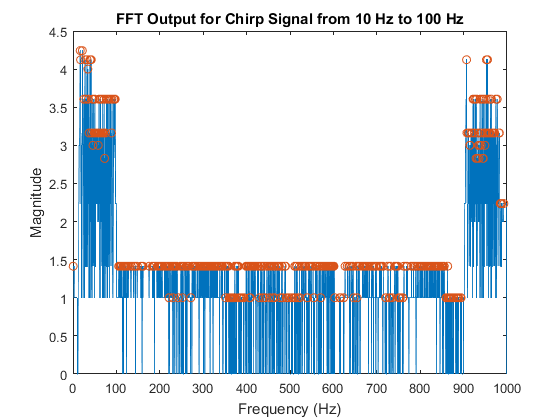 FFT Output for Chirp Signal from 10 Hz to 100 Hz
4.5
4
3.5
3
2.5
2
1.5
1
0.5
0
Magnitude
0 100 200 300 400 500 600 700 800 900 1000
Frequency (Hz)